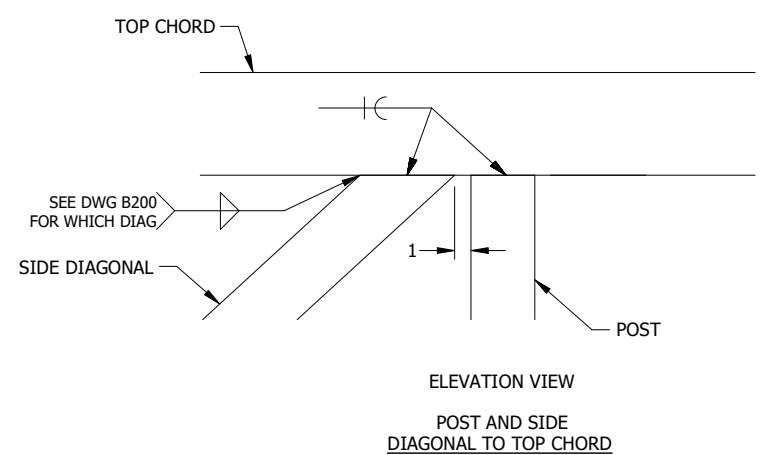 TOP CHORD
SEE DWG B200
FOR WHICH DIAG
1
SIDE DIAGONAL
POST
ELEVATION VIEW
POST AND SIDE
DIAGONAL TO TOP CHORD